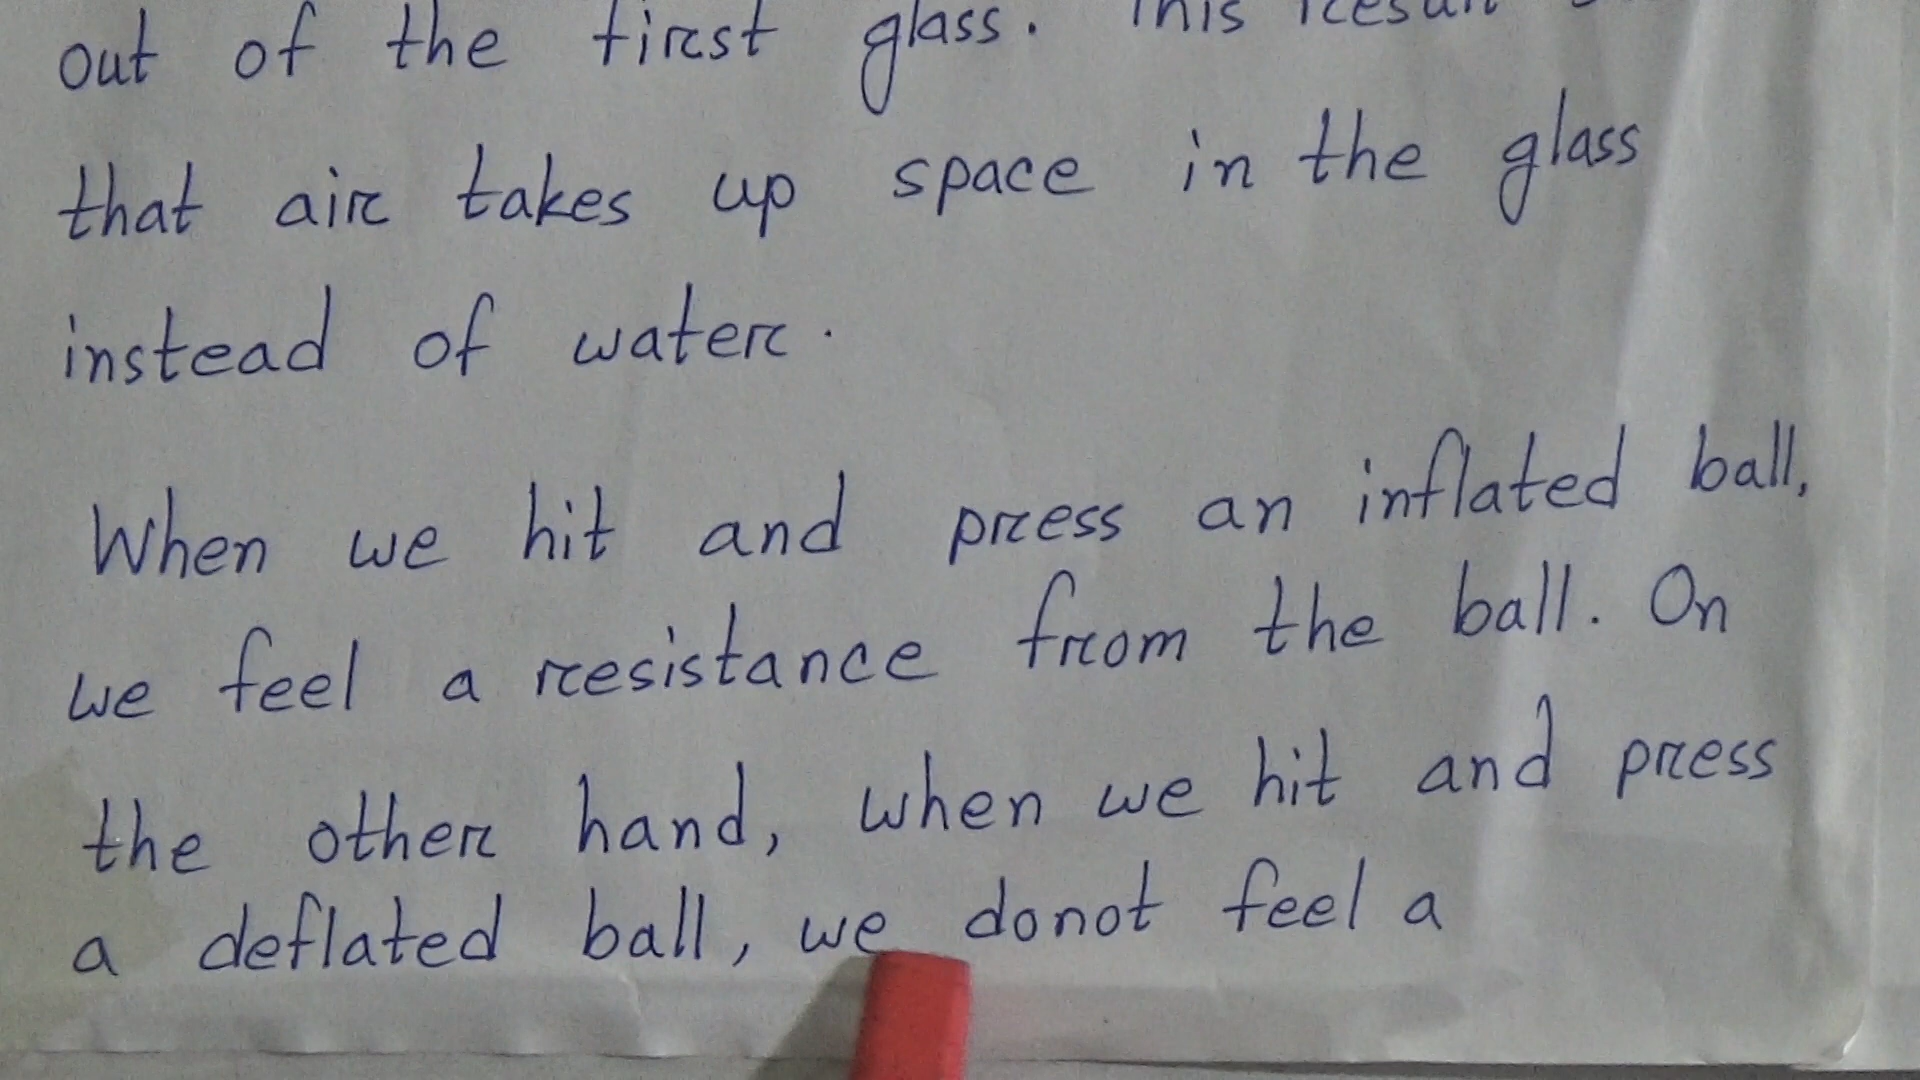 out of the first glass. This result
that air takes up space in the glass
instead of water.
When we hit and press an inflated ball,
we feel a resistance from the ball. On
the other hand, when we hit and press
a deflated ball, we donot feel a